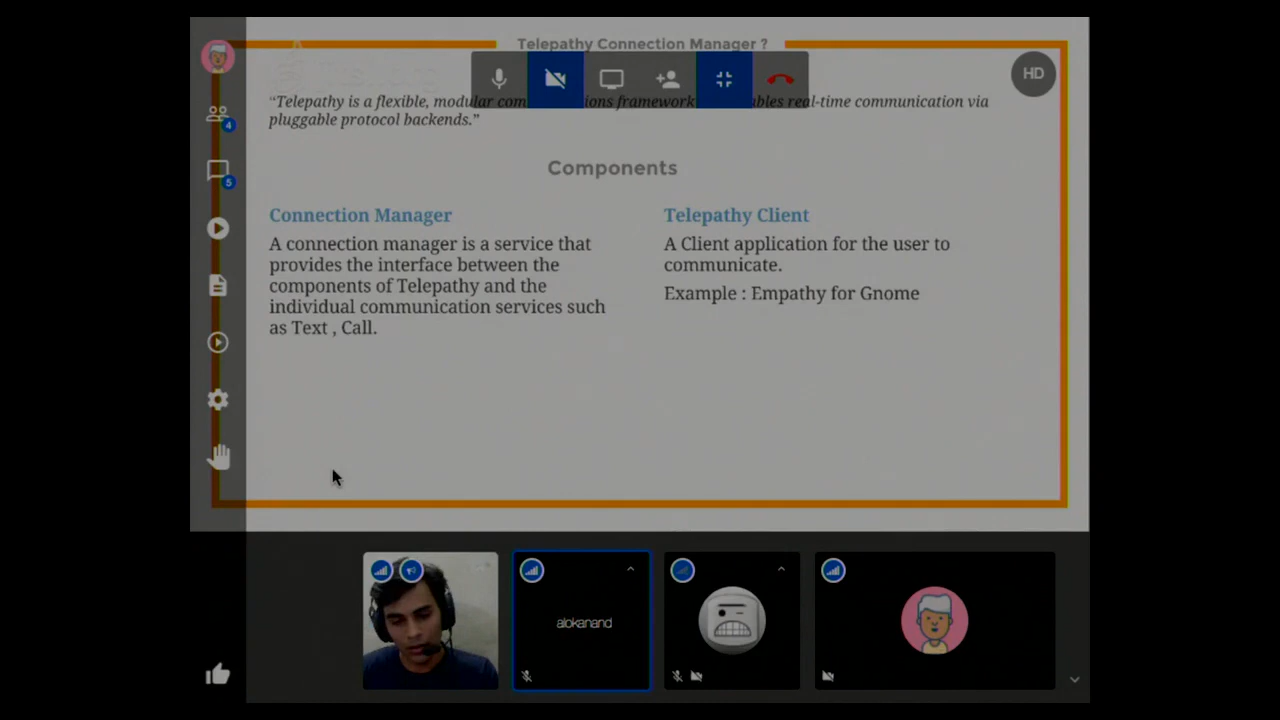 Telepathy Connection Manager ?
HD
“Telepathy is a flexible, modular com ions framework bles real-time communication via
pluggable protocol backends.”
4
Components
5
Connection Manager
A connection manager is a service that
provides the interface between the
components of Telepathy and the
individual communication services such
as Text , Call.
Telepathy Client
A Client application for the user to
communicate.
Example : Empathy for Gnome
alokanand